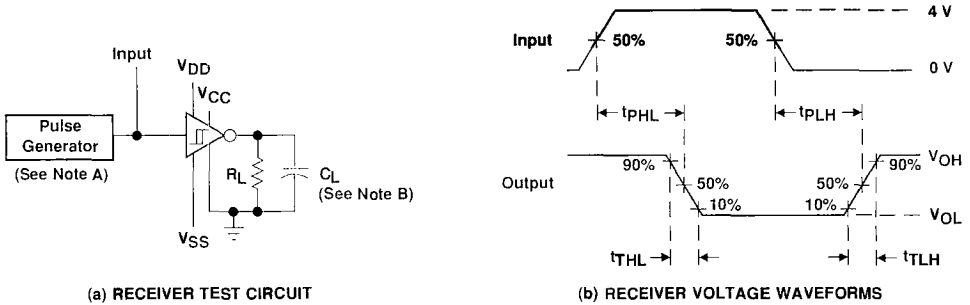 Input
VDD
VCC
Pulse
Generator
(See Note A)
RL
CL
(See Note B)
VSS
(a) RECEIVER TEST CIRCUIT
4 V
Input
50%
50%
0 V
tPHL
tPLH
VOH
90%
90%
Output
50%
50%
10%
10%
VOL
tTHL
tTLH
(b) RECEIVER VOLTAGE WAVEFORMS